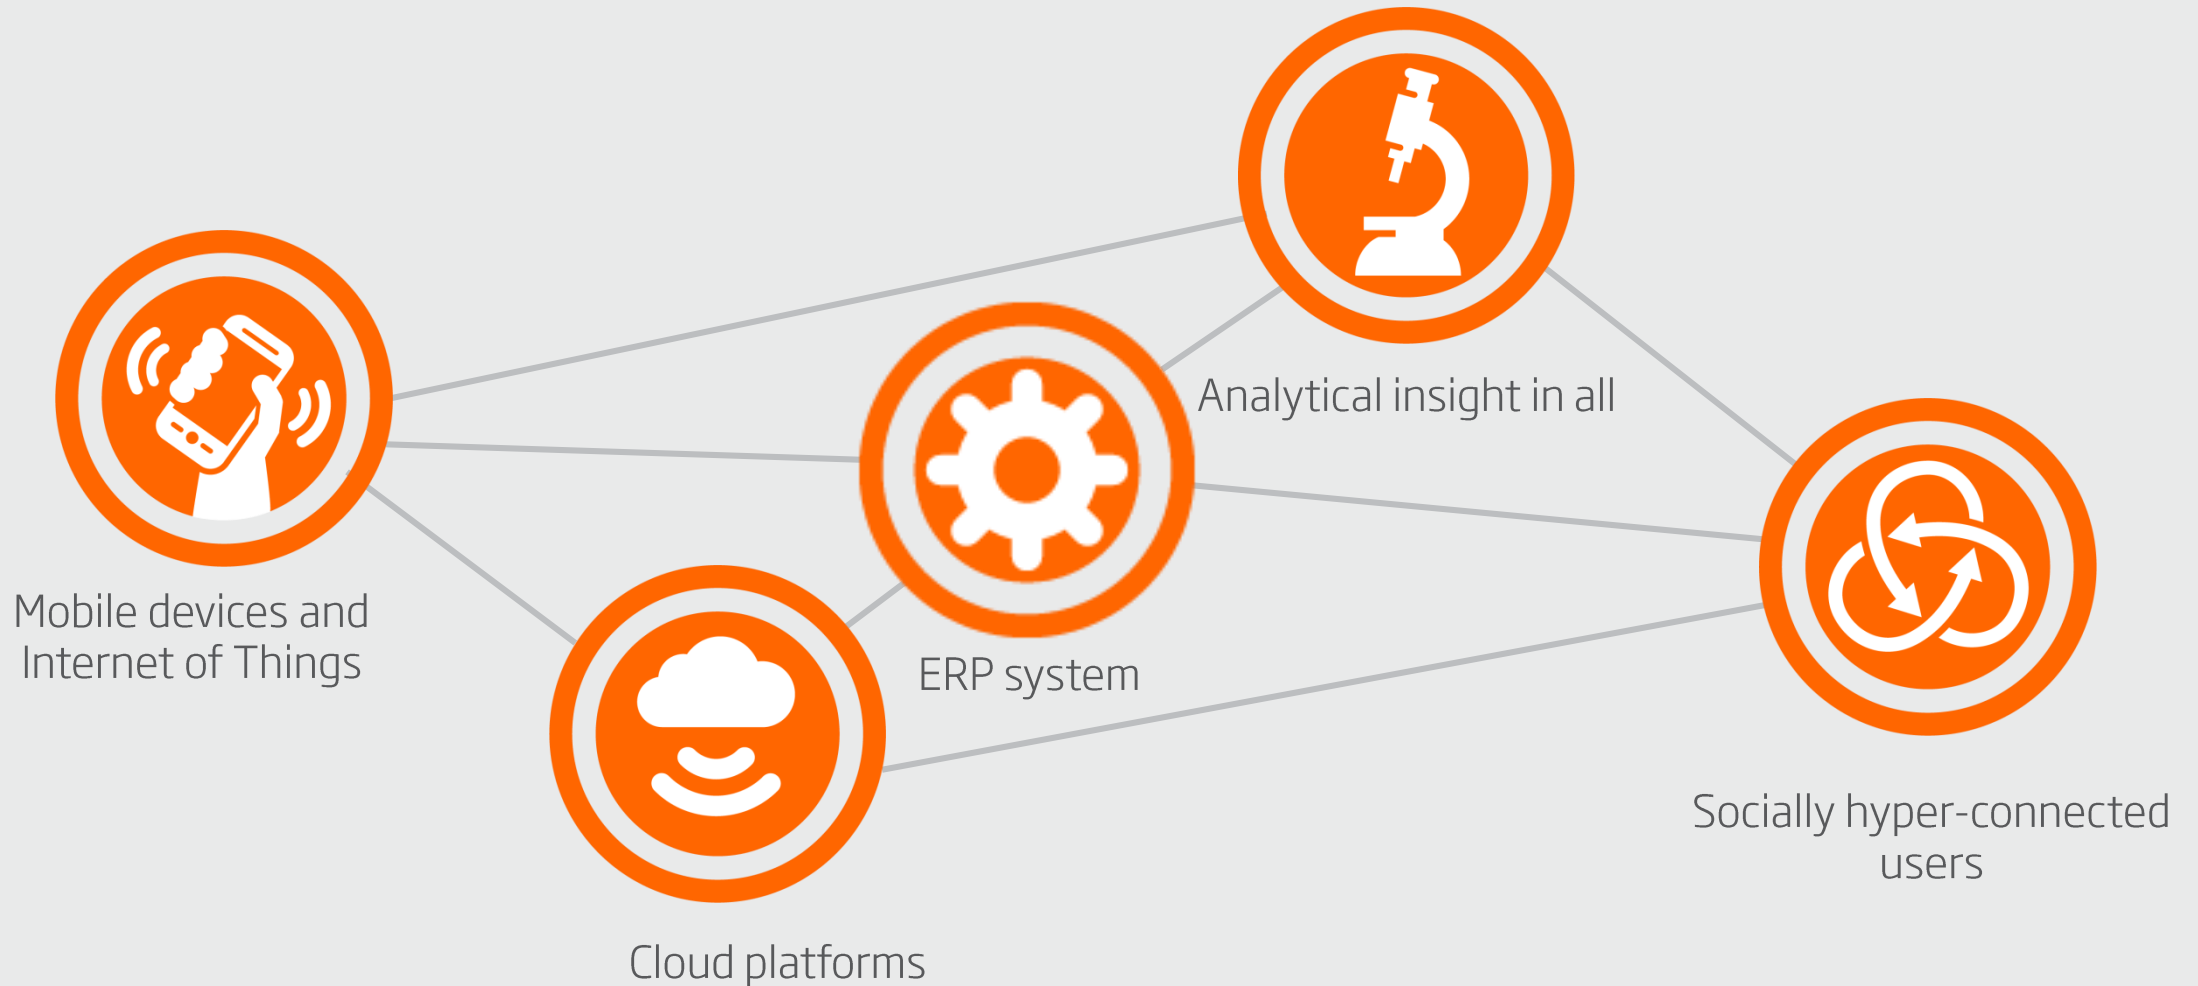 Analytical insight in all
Mobile devices and
Internet of Things
ERP system
Socially hyper-connected
users
Cloud platforms